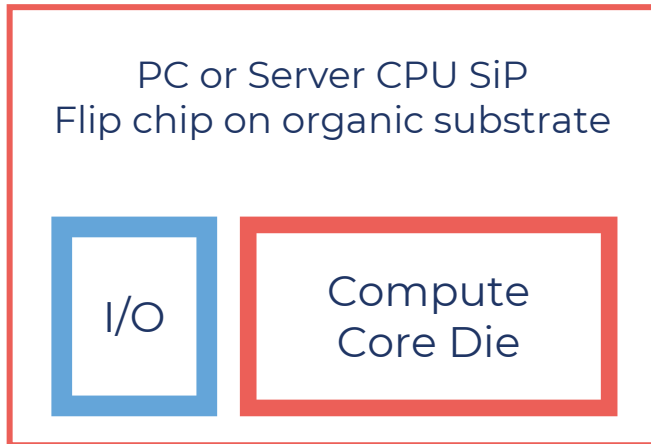 PC or Server CPU SiP
Flip chip on organic substrate
I/O
Compute
Core Die